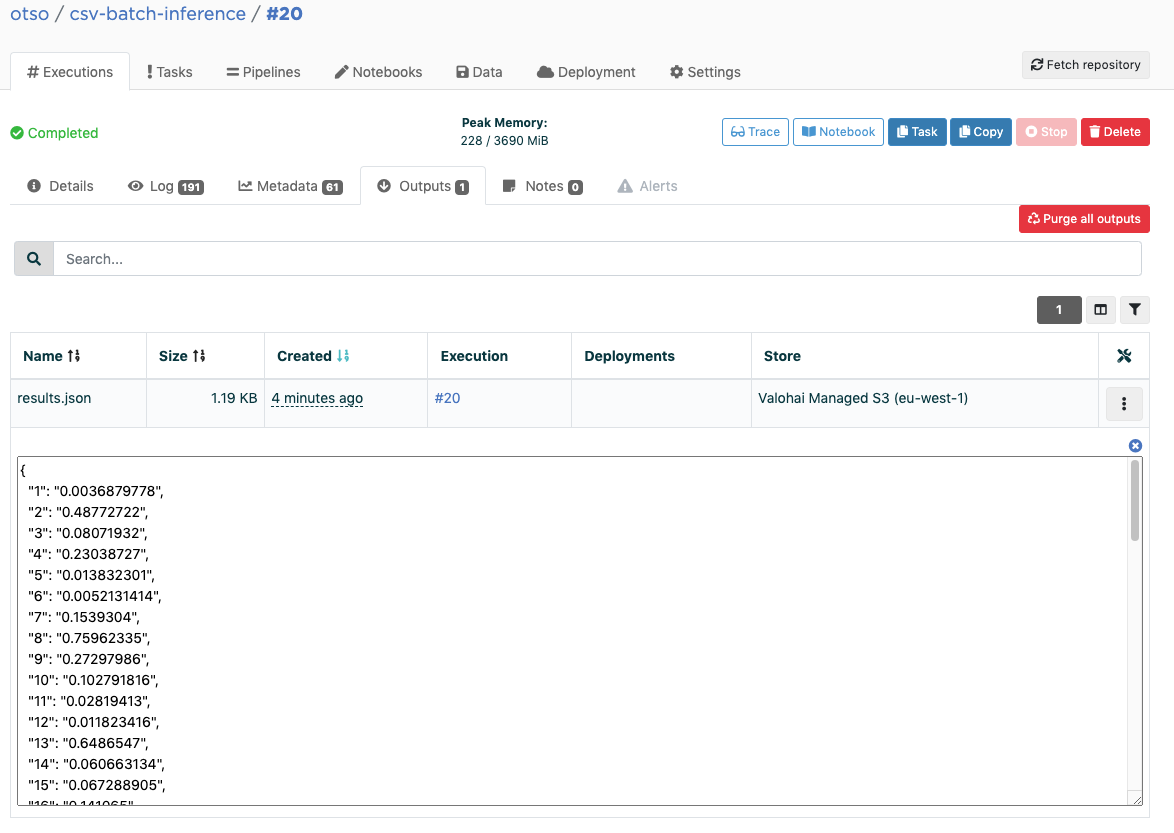 otso / csv-batch-inference / #20
# Executions
Tasks
Pipelines
Notebooks
Data
Deployment
Settings
Fetch repository
Completed
Peak Memory:
228 / 3690 MiB
Trace
Notebook
Task
Copy
Stop
Delete
Details
Log 191
Metadata 61
Outputs 1
Notes 0
Alerts
Purge all outputs
Search...
1
Name Size Created Execution Deployments Store
results.json 1.19 KB 4 minutes ago #20 Valohai Managed S3 (eu-west-1)
{
"1": "0.0036879778",
"2": "0.48772722",
"3": "0.08071932",
"4": "0.23038727",
"5": "0.013832301",
"6": "0.0052131414",
"7": "0.1539304",
"8": "0.75962335",
"9": "0.27297986",
"10": "0.102791816",
"11": "0.02819413",
"12": "0.011823416",
"13": "0.6486547",
"14": "0.060663134",
"15": "0.067288905",
"16": "0.141065"